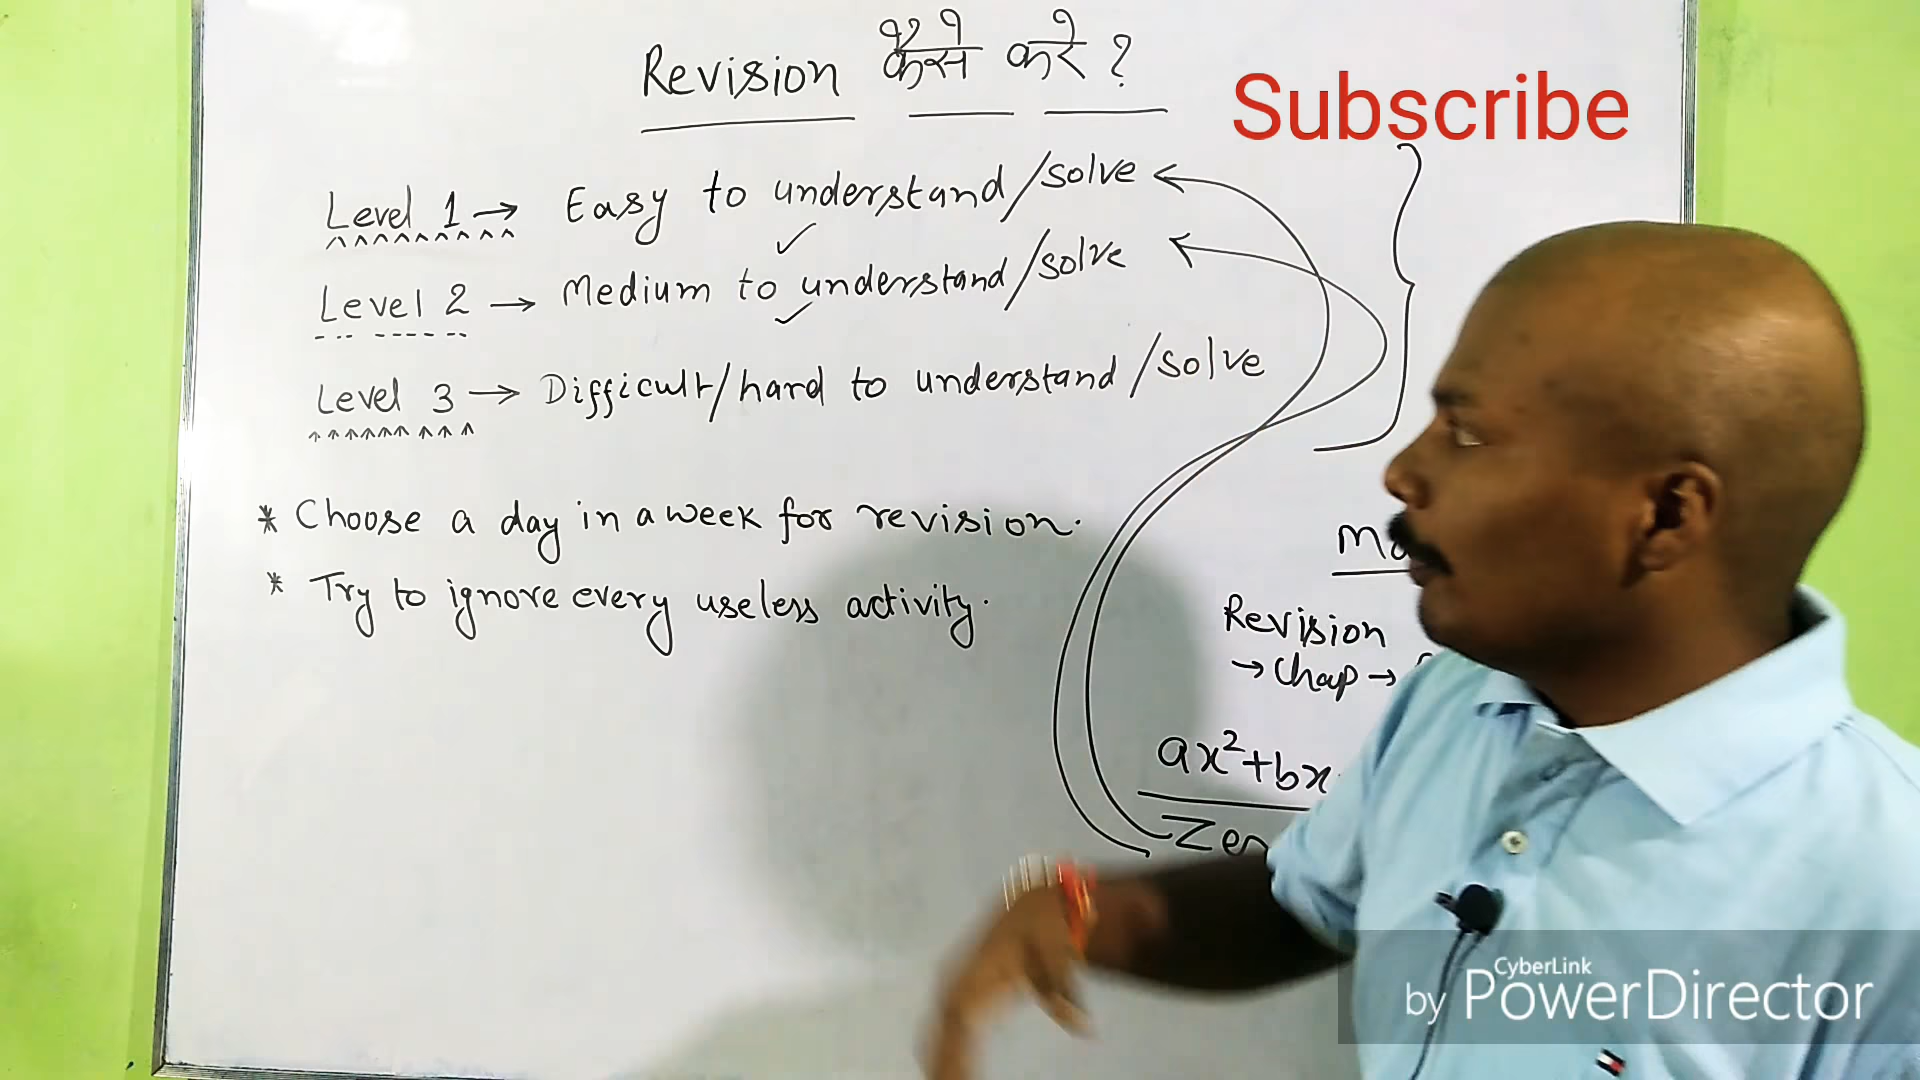 Revision कैसे करे ?
Subscribe
Level 1 → Easy to understand/solve
Level 2 → Medium to understand/solve
Level 3 → Difficult/hard to understand/solve
* Choose a day in a week for revision.
* Try to ignore every useless activity.
Revision
→ Chap →
ax²+bx
CyberLink
by PowerDirector